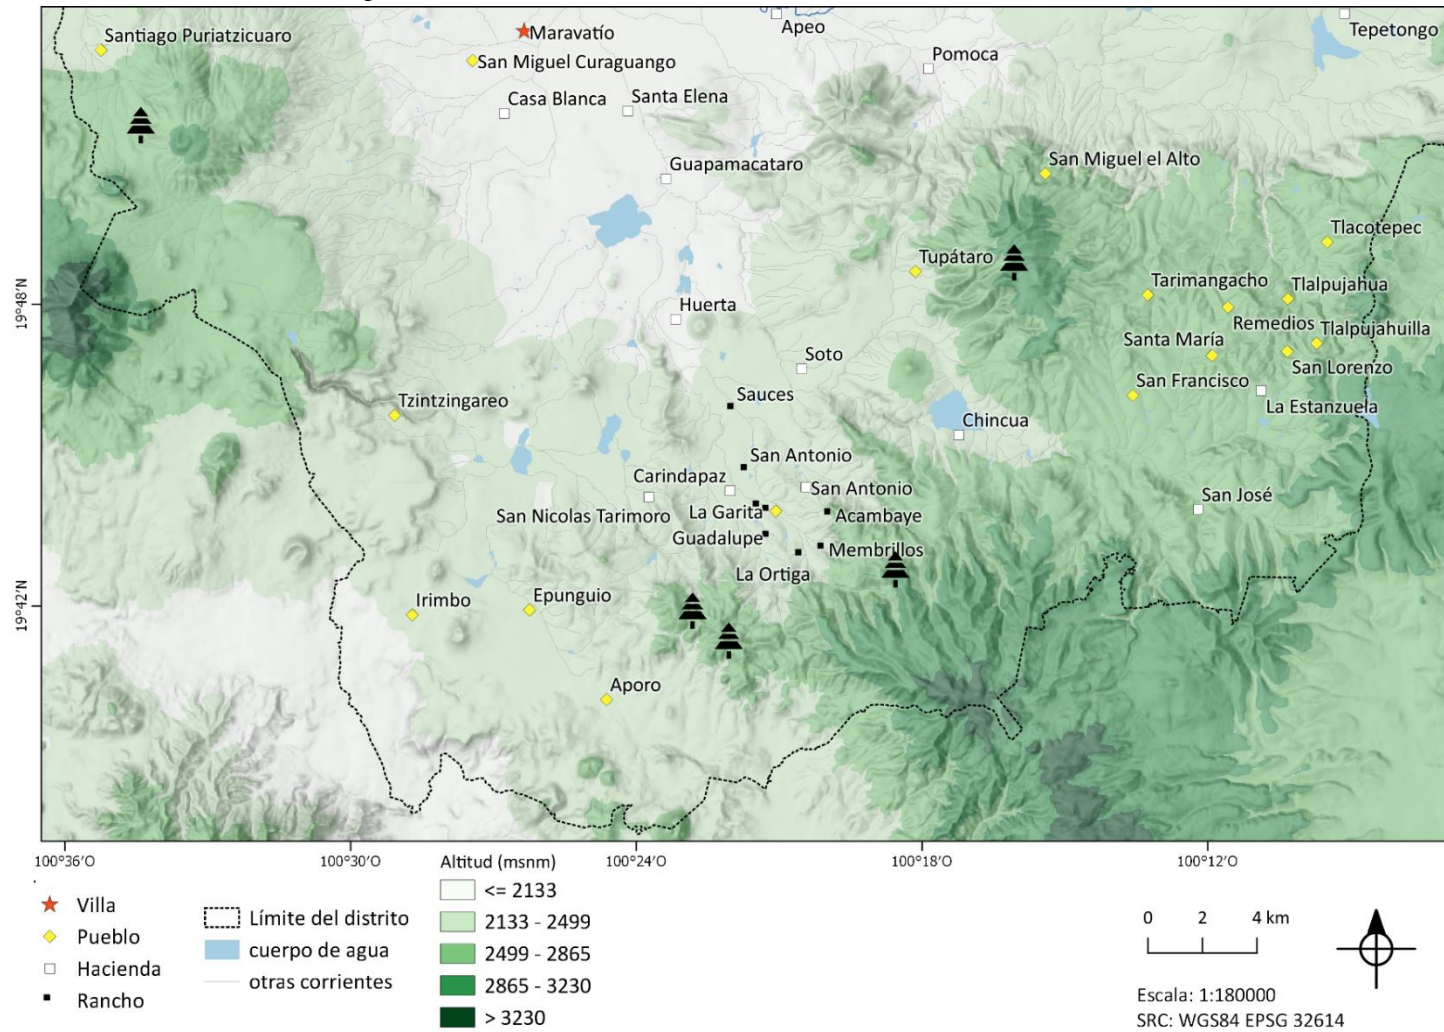 Santiago Puriatzicuaro
Maravatío
San Miguel Curaguango
Apeo
Tepetongo
Pomoca
Casa Blanca
Santa Elena
Guapamacataro
San Miguel el Alto
Tlacotepec
Tupátaro
Tarimangacho
Tlalpujahua
Huerta
Remedios
Tlalpujahuilla
Santa María
San Lorenzo
Soto
San Francisco
La Estanzuela
Tzintzingareo
Sauces
Chincua
San Antonio
Carindapaz
San Antonio
San José
San Nicolas Tarimoro
La Garita
Acambaye
Guadalupe
Membrillos
La Ortiga
Irimbo
Epunguio
Aporo
19°48'N
19°42'N
100°36'O
100°30'O
100°24'O
100°18'O
100°12'O
Villa
Pueblo
Hacienda
Rancho
Límite del distrito
cuerpo de agua
otras corrientes
Altitud (msnm)
<= 2133
2133 - 2499
2499 - 2865
2865 - 3230
> 3230
0 2 4 km
Escala: 1:180000
SRC: WGS84 EPSG 32614